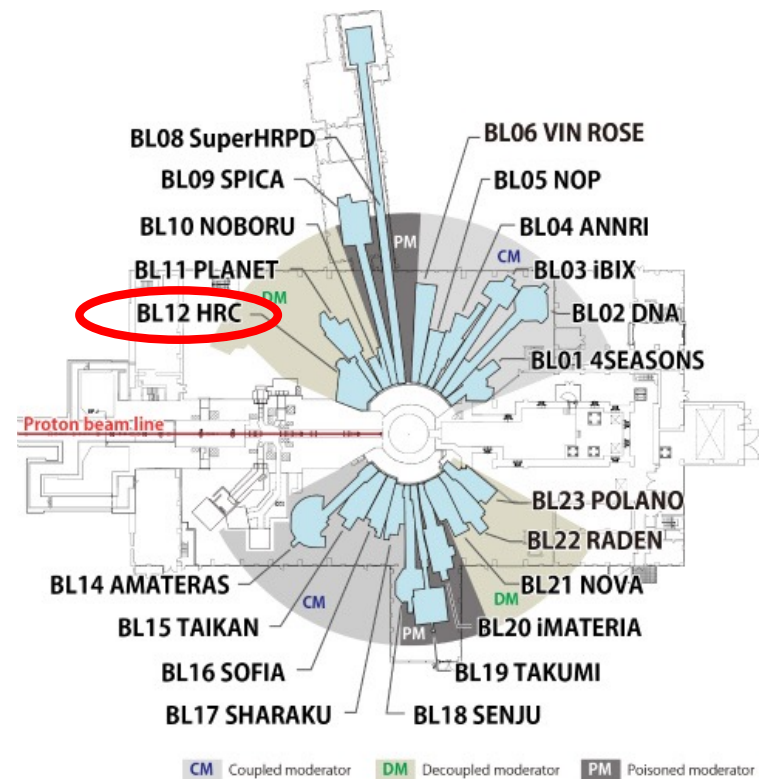 BL08 SuperHRPD
BL09 SPICA
BL10 NOBORU
BL11 PLANET
BL12 HRC
DM
PM
CM
BL06 VIN ROSE
BL05 NOP
BL04 ANNRI
BL03 iBIX
BL02 DNA
BL01 4SEASONS
Proton beam line
BL23 POLANO
BL22 RADEN
BL21 NOVA
BL20 iMATERIA
BL19 TAKUMI
BL18 SENJU
BL14 AMATERAS
BL15 TAIKAN
BL16 SOFIA
BL17 SHARAKU
CM
PM
DM
CM Coupled moderator DM Decoupled moderator PM Poisoned moderator